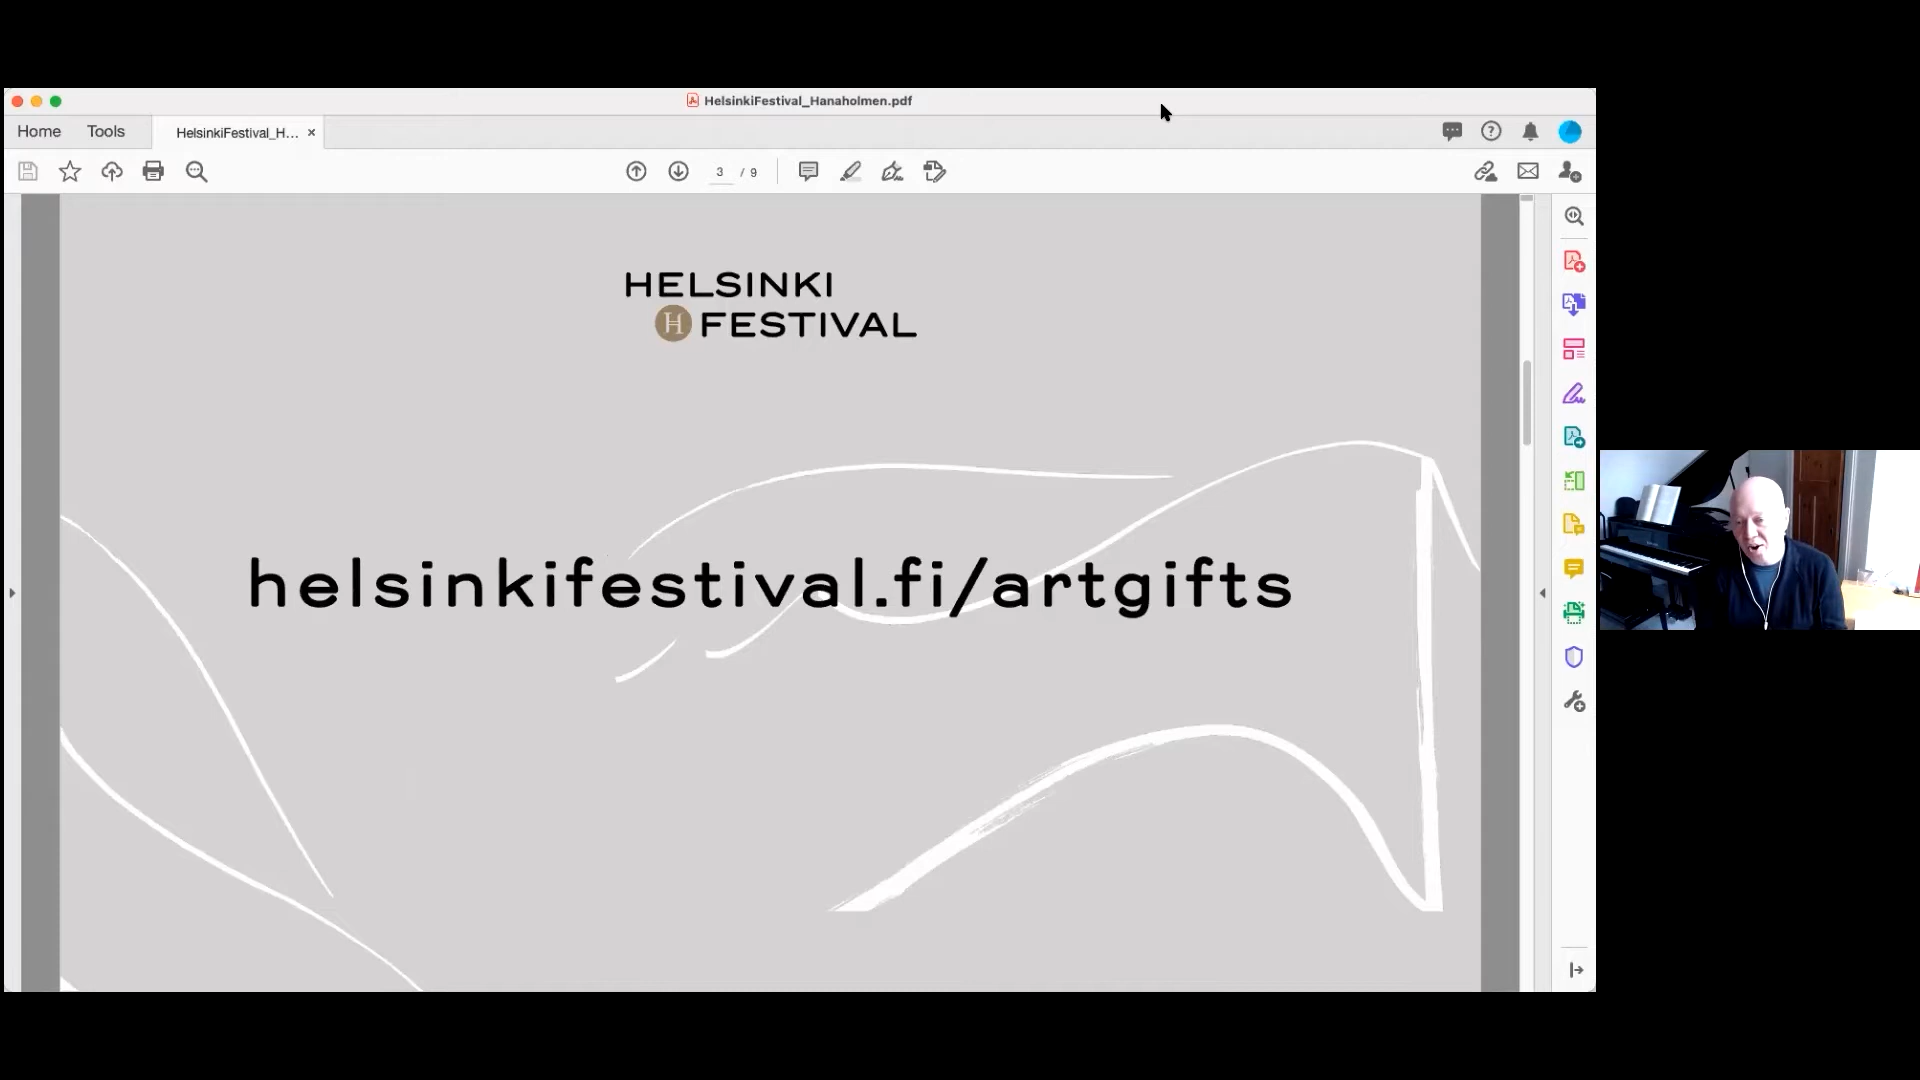 HelsinkiFestival_Hanaholmen.pdf
Home Tools HelsinkiFestival_H... ×
3 / 9
HELSINKI
H FESTIVAL
helsinkifestival.fi/artgifts